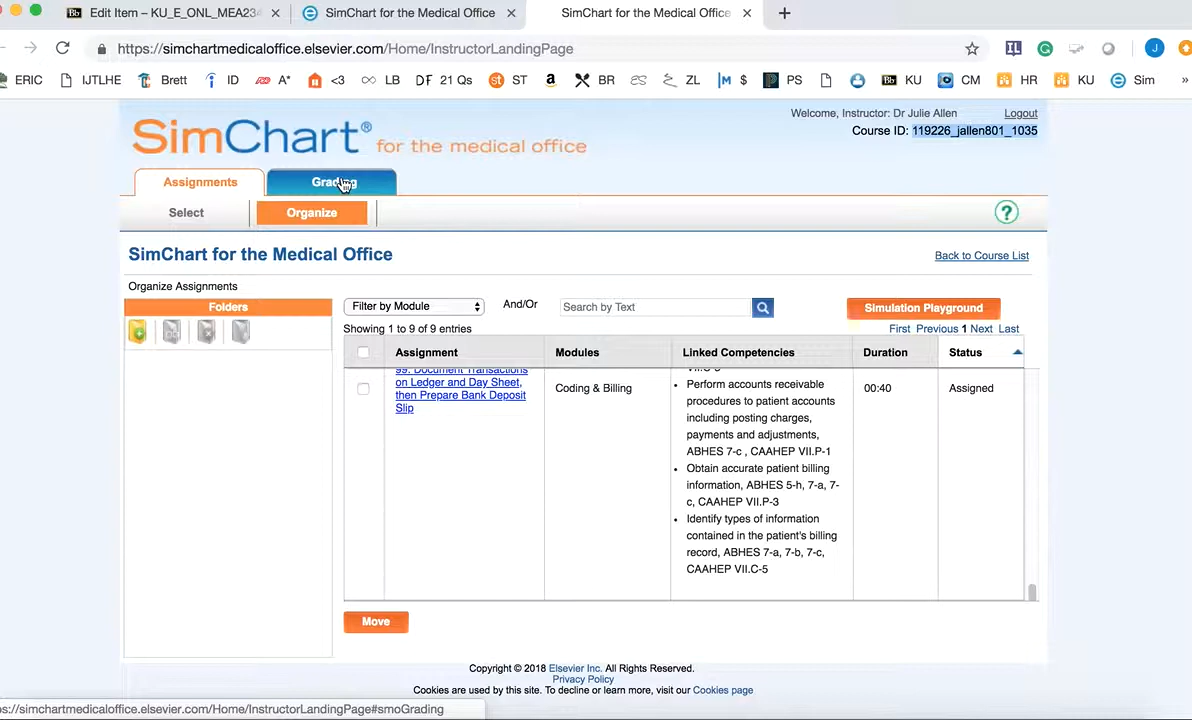 Edit Item – KU_E_ONL_MEA234
SimChart for the Medical Office
SimChart for the Medical Office
https://simchartmedicaloffice.elsevier.com/Home/InstructorLandingPage
IL
J
ERIC
IJTLHE
Brett
ID
A*
<3
LB
DF 21 Qs
ST
BR
ZL
$
PS
Bb KU
CM
HR
KU
Sim
»
Welcome, Instructor: Dr Julie Allen
Logout
Course ID: 119226_jallen801_1035
SimChart®
for the medical office
Assignments
Grading
Select
Organize
?
SimChart for the Medical Office
Back to Course List
Organize Assignments
Folders
Filter by Module
And/Or
Search by Text
Simulation Playground
Showing 1 to 9 of 9 entries
First Previous 1 Next Last
Assignment
Modules
Linked Competencies
Duration
Status
99. Document Transactions
on Ledger and Day Sheet,
then Prepare Bank Deposit
Slip
Coding & Billing
• Perform accounts receivable
procedures to patient accounts
including posting charges,
payments and adjustments,
ABHES 7-c , CAAHEP VII.P-1
• Obtain accurate patient billing
information, ABHES 5-h, 7-a, 7-
c, CAAHEP VII.P-3
• Identify types of information
contained in the patient's billing
record, ABHES 7-a, 7-b, 7-c,
CAAHEP VII.C-5
00:40
Assigned
Move
Copyright © 2018 Elsevier Inc. All Rights Reserved.
Privacy Policy
Cookies are used by this site. To decline or learn more, visit our Cookies page
ps://simchartmedicaloffice.elsevier.com/Home/InstructorLandingPage#smoGrading